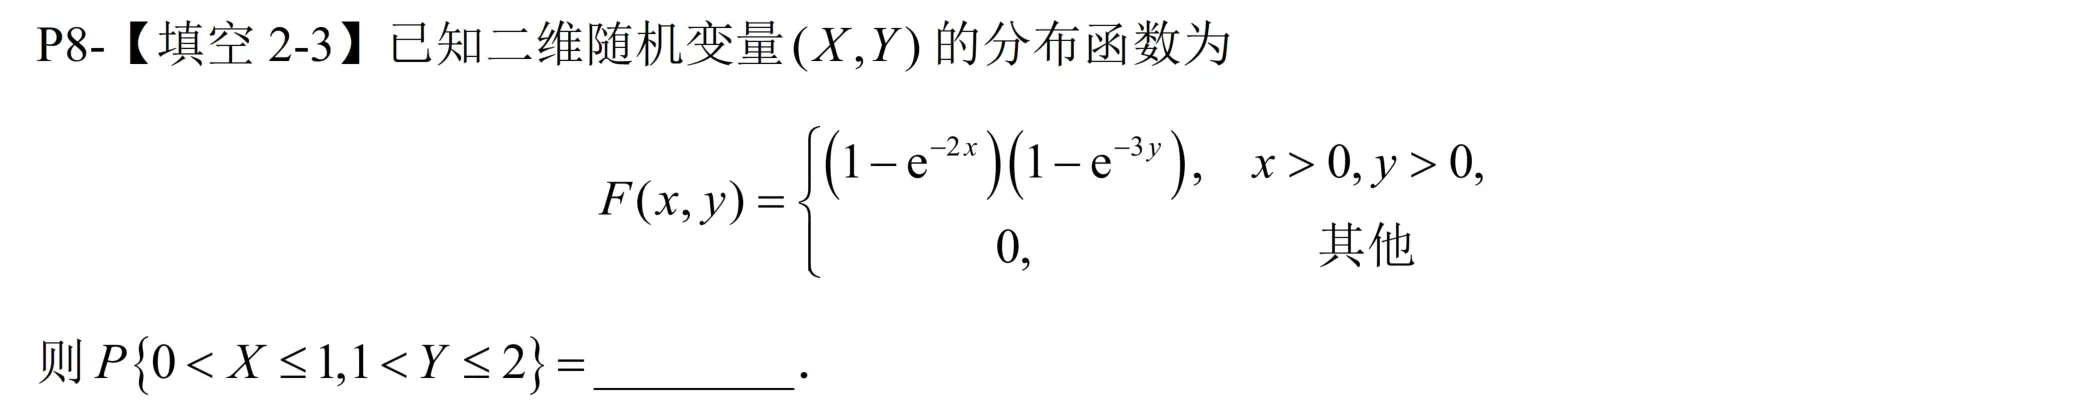 P8-【填空 2-3】已知二维随机变量(X,Y)的分布函数为
F(x,y)={(1−e^{−2x})(1−e^{−3y}), x>0,y>0,
0, 其他
则P{0<X≤1,1<Y≤2}=________.